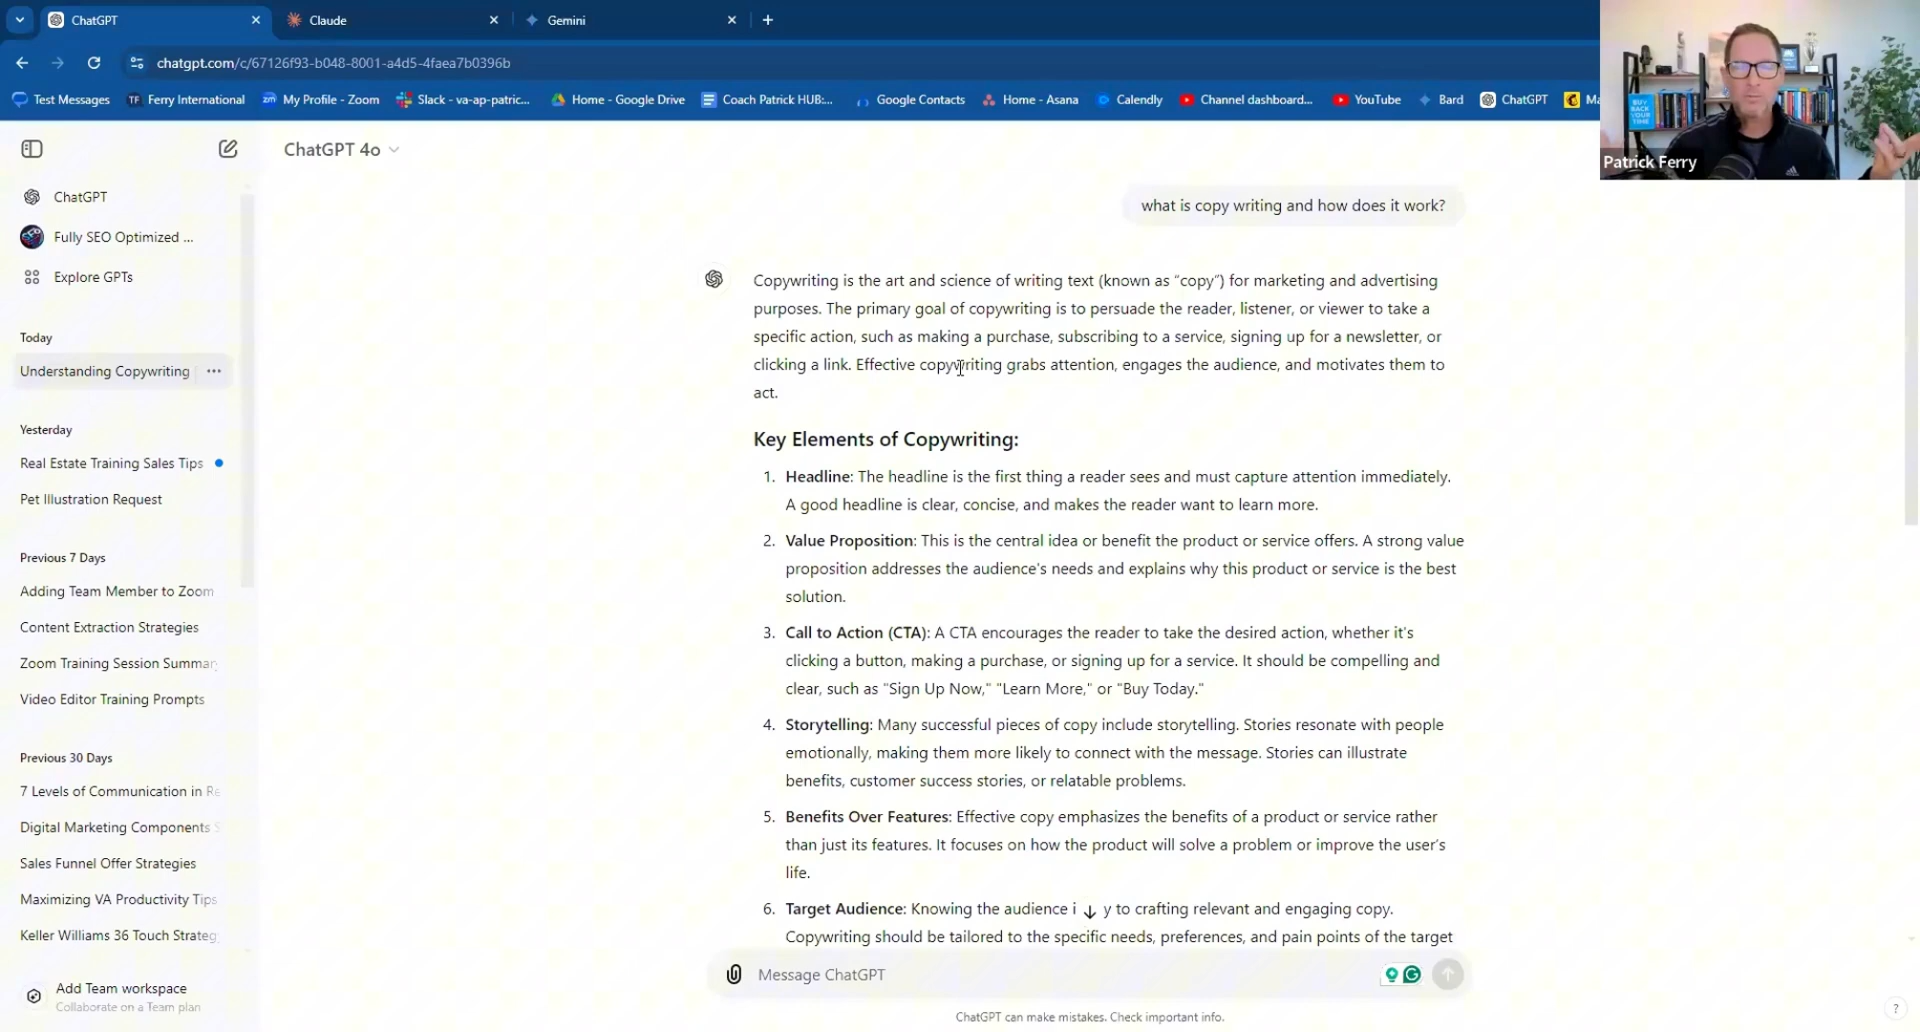 ChatGPT
Claude
Gemini
chatgpt.com/c/67126f93-b048-8001-a4d5-4faea7b0396b
Test Messages
Ferry International
My Profile - Zoom
Slack - va-ap-patric...
Home - Google Drive
Coach Patrick HUB:...
Google Contacts
Home - Asana
Calendly
Channel dashboard...
YouTube
Bard
ChatGPT
Ma
BUY BACK YOUR TIME
Patrick Ferry
ChatGPT
Fully SEO Optimized ...
Explore GPTs
Today
Understanding Copywriting
Yesterday
Real Estate Training Sales Tips
Pet Illustration Request
Previous 7 Days
Adding Team Member to Zoom
Content Extraction Strategies
Zoom Training Session Summar
Video Editor Training Prompts
Previous 30 Days
7 Levels of Communication in Re
Digital Marketing Components S
Sales Funnel Offer Strategies
Maximizing VA Productivity Tips
Keller Williams 36 Touch Strateg
Add Team workspace
Collaborate on a Team plan
ChatGPT 4o
what is copy writing and how does it work?
Copywriting is the art and science of writing text (known as “copy”) for marketing and advertising
purposes. The primary goal of copywriting is to persuade the reader, listener, or viewer to take a
specific action, such as making a purchase, subscribing to a service, signing up for a newsletter, or
clicking a link. Effective copywriting grabs attention, engages the audience, and motivates them to
act.
Key Elements of Copywriting:
1. Headline: The headline is the first thing a reader sees and must capture attention immediately.
A good headline is clear, concise, and makes the reader want to learn more.
2. Value Proposition: This is the central idea or benefit the product or service offers. A strong value
proposition addresses the audience's needs and explains why this product or service is the best
solution.
3. Call to Action (CTA): A CTA encourages the reader to take the desired action, whether it's
clicking a button, making a purchase, or signing up for a service. It should be compelling and
clear, such as "Sign Up Now," "Learn More," or "Buy Today."
4. Storytelling: Many successful pieces of copy include storytelling. Stories resonate with people
emotionally, making them more likely to connect with the message. Stories can illustrate
benefits, customer success stories, or relatable problems.
5. Benefits Over Features: Effective copy emphasizes the benefits of a product or service rather
than just its features. It focuses on how the product will solve a problem or improve the user's
life.
6. Target Audience: Knowing the audience i y to crafting relevant and engaging copy.
Copywriting should be tailored to the specific needs, preferences, and pain points of the target
Message ChatGPT
ChatGPT can make mistakes. Check important info.
?